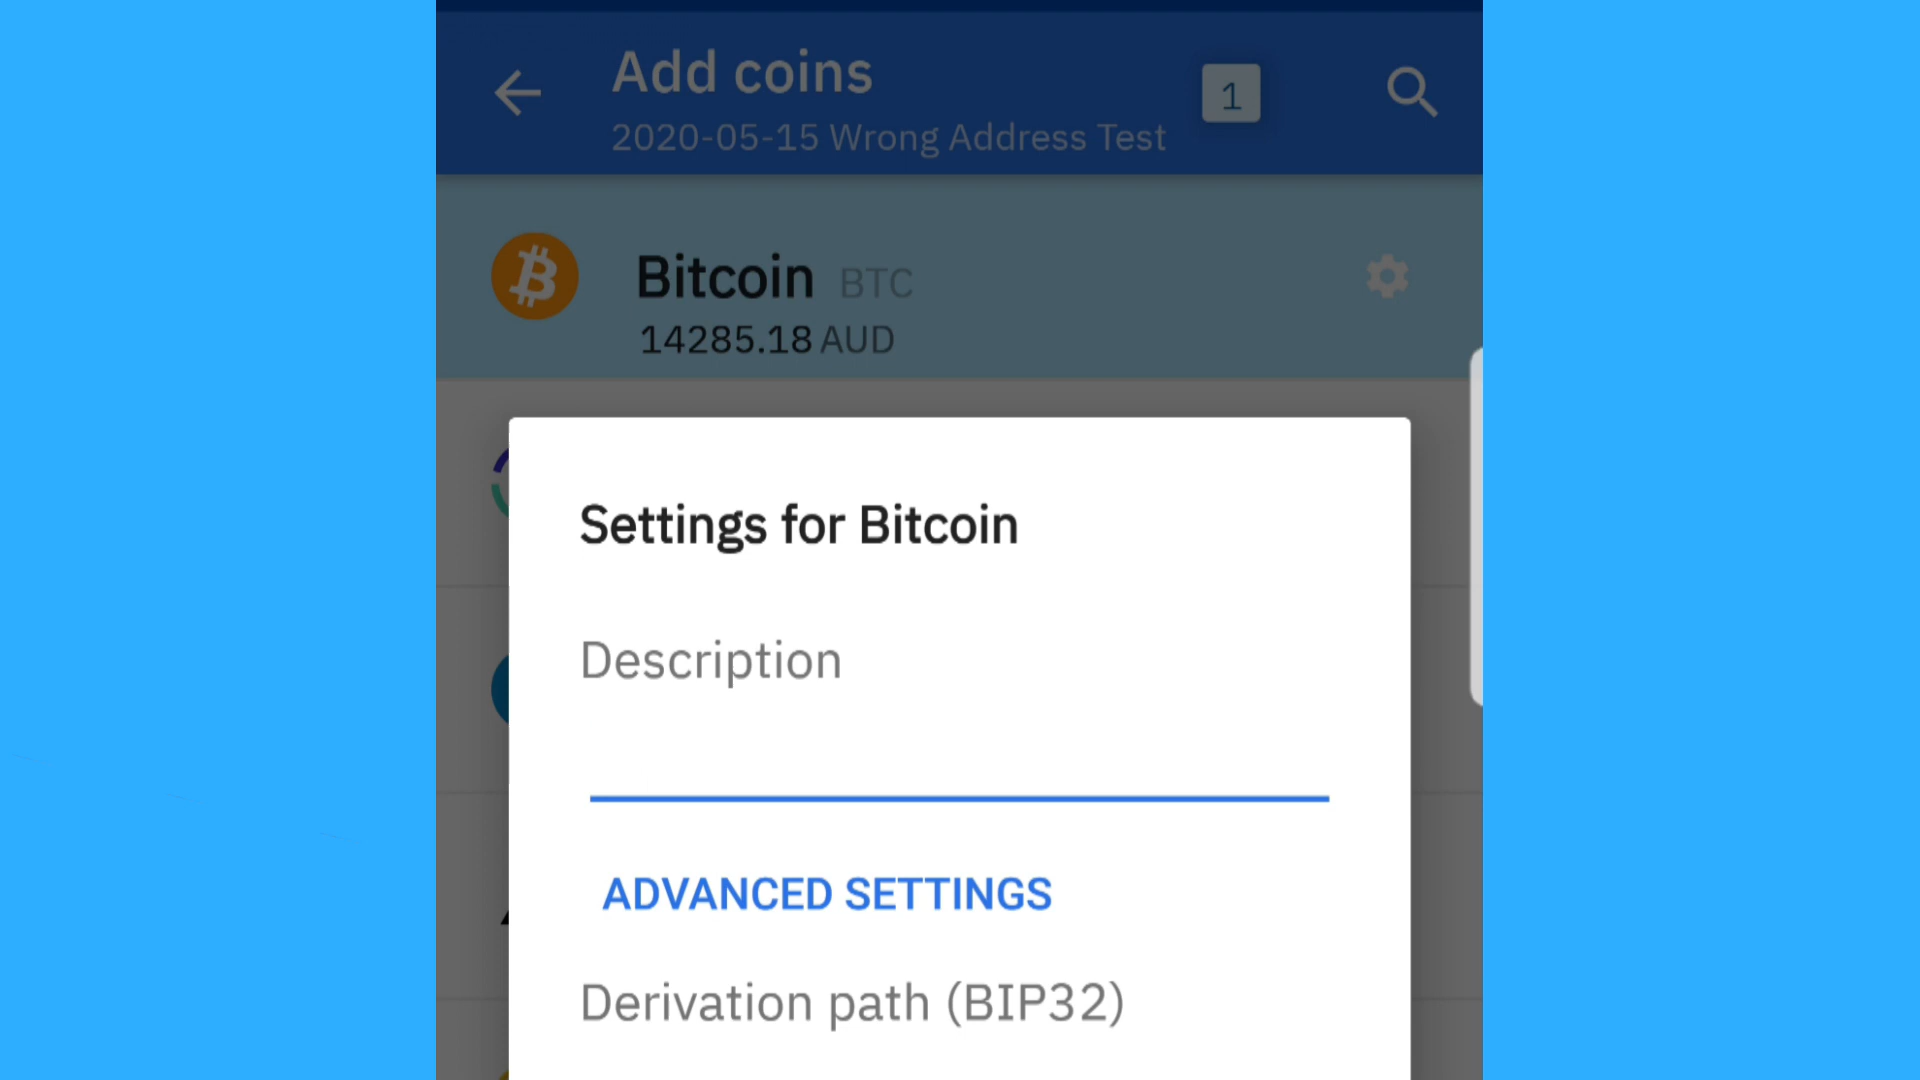 Add coins
1
2020-05-15 Wrong Address Test
Bitcoin BTC
14285.18 AUD
Settings for Bitcoin
Description
ADVANCED SETTINGS
Derivation path (BIP32)